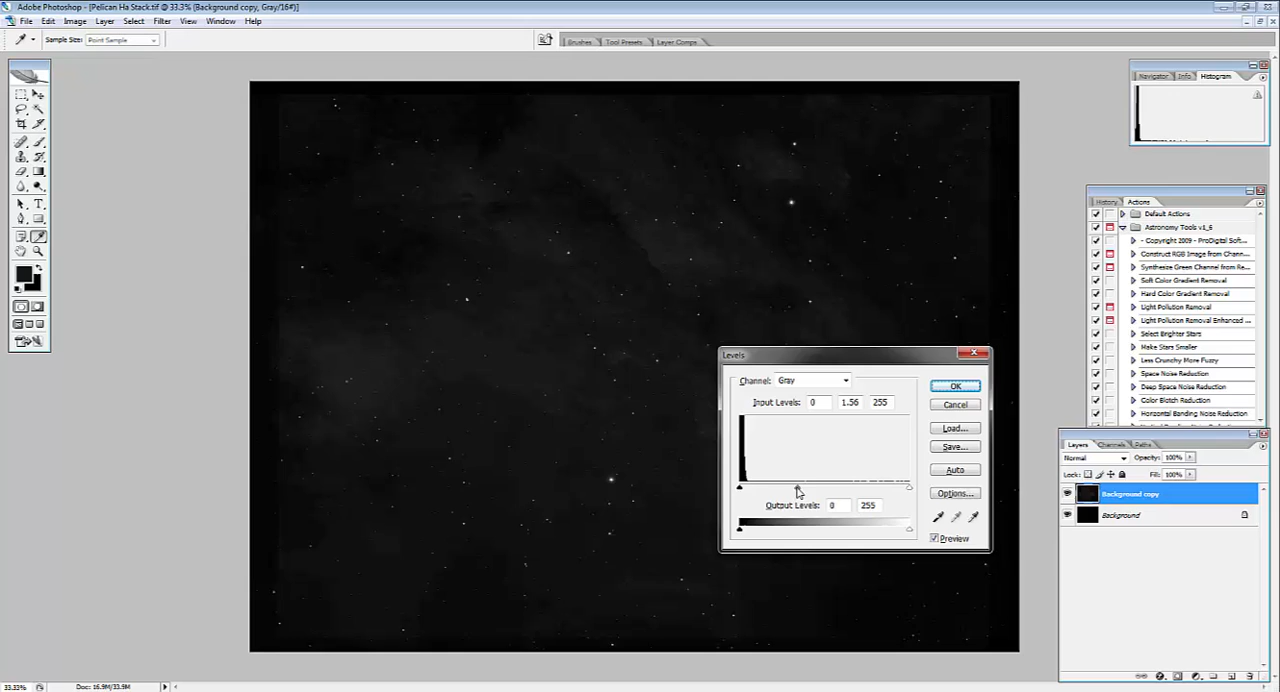 Adobe Photoshop - [Pelican Ha Stack.tif @ 33.3% (Background copy, Gray/16#)]
File Edit Image Layer Select Filter View Window Help
Sample Size: Point Sample
Brushes Tool Presets Layer Comps
Navigator Info Histogram
History Actions
Default Actions
Astronomy Tools v1_6
- Copyright 2009 - ProDigital Soft...
Construct RGB Image from Chann...
Synthesize Green Channel from Re...
Soft Color Gradient Removal
Hard Color Gradient Removal
Light Pollution Removal
Light Pollution Removal Enhanced ...
Select Brighter Stars
Make Stars Smaller
Less Crunchy More Fuzzy
Space Noise Reduction
Deep Space Noise Reduction
Color Blotch Reduction
Horizontal Banding Noise Reduction
Levels
Channel: Gray
Input Levels: 0 1.56 255
Output Levels: 0 255
OK
Cancel
Load...
Save...
Auto
Options...
Preview
Layers Channels Paths
Normal Opacity: 100%
Lock: Fill: 100%
Background copy
Background
33.33% Doc: 16.9M/33.9M